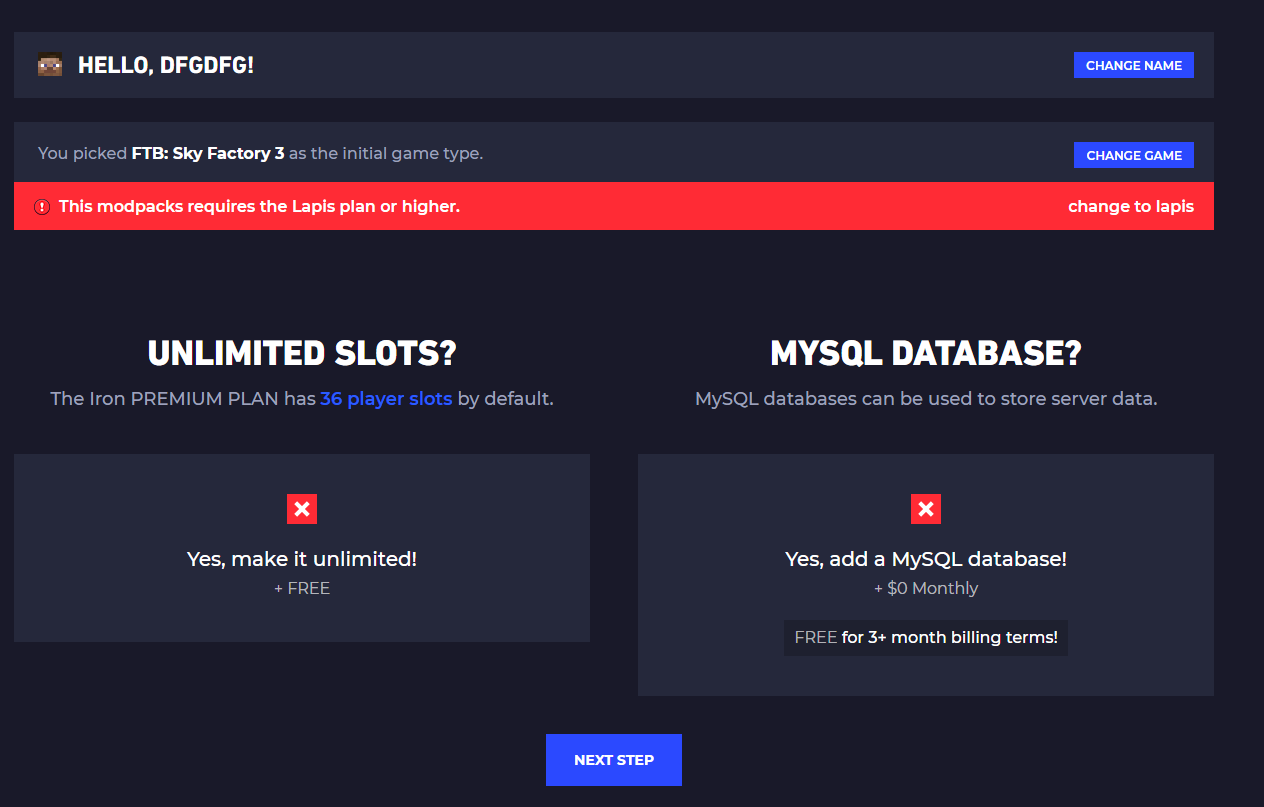 HELLO, DFGDFG!
CHANGE NAME
You picked FTB: Sky Factory 3 as the initial game type.
CHANGE GAME
This modpacks requires the Lapis plan or higher.
change to lapis
UNLIMITED SLOTS?
The Iron PREMIUM PLAN has 36 player slots by default.
Yes, make it unlimited!
+ FREE
MYSQL DATABASE?
MySQL databases can be used to store server data.
Yes, add a MySQL database!
+ $0 Monthly
FREE for 3+ month billing terms!
NEXT STEP